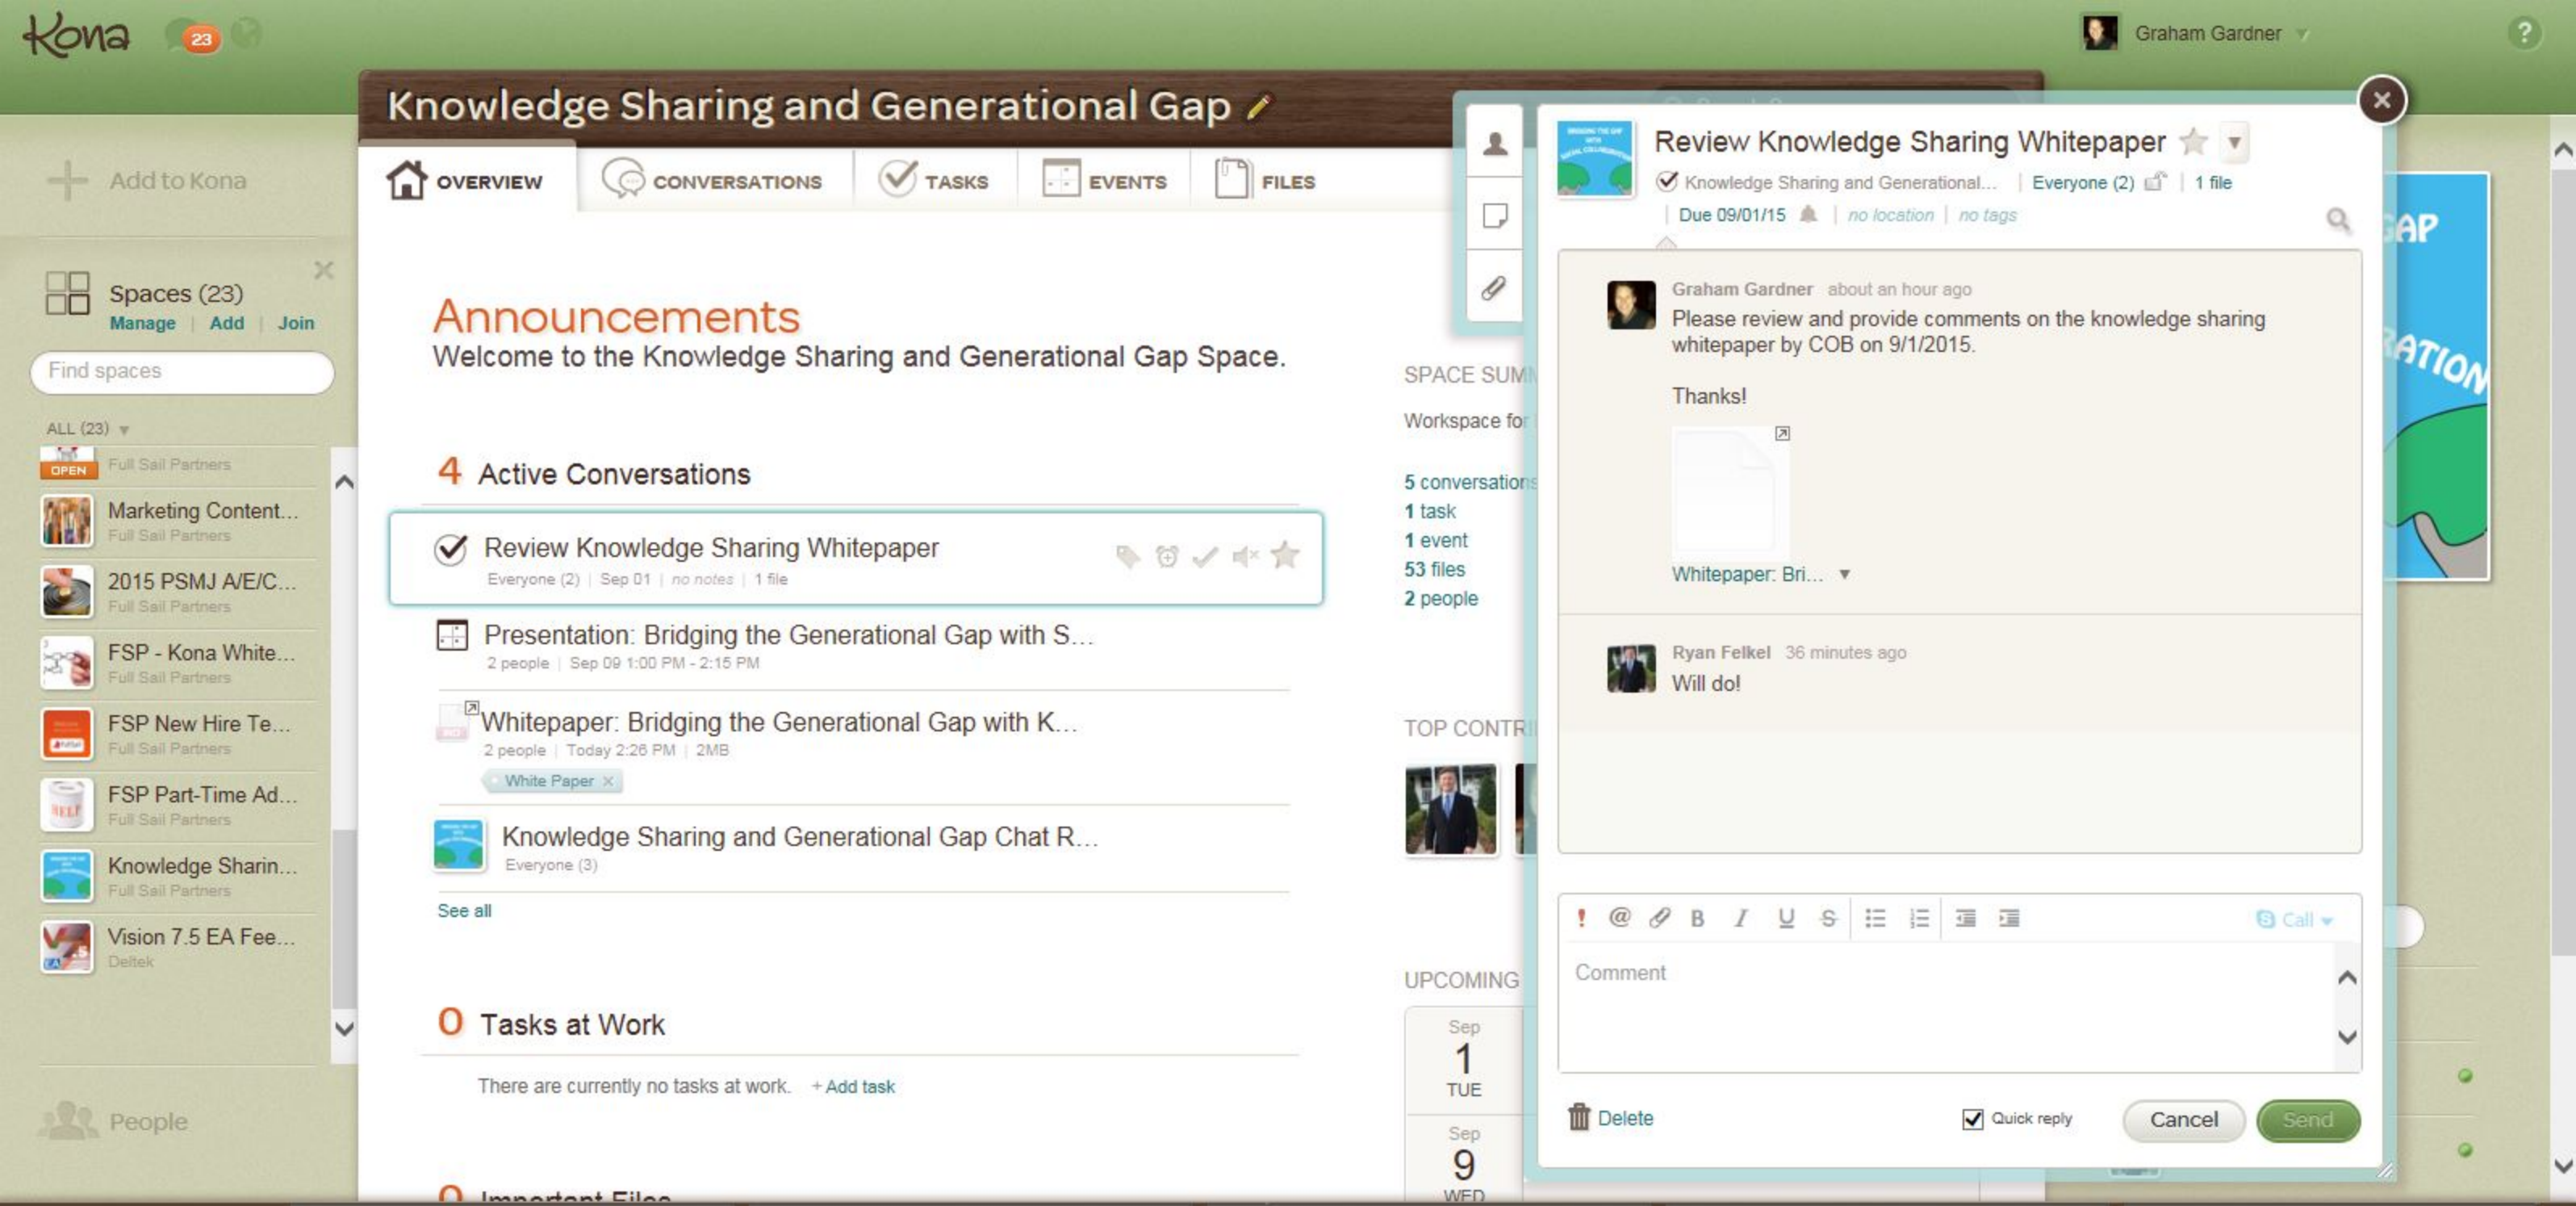 Kona
23
Graham Gardner
?
Knowledge Sharing and Generational Gap
Add to Kona
OVERVIEW
CONVERSATIONS
TASKS
EVENTS
FILES
Spaces (23)
Manage | Add | Join
Find spaces
ALL (23)
OPEN
Full Sail Partners
Marketing Content...
Full Sail Partners
2015 PSMJ A/E/C...
Full Sail Partners
FSP - Kona White...
Full Sail Partners
FSP New Hire Te...
Full Sail Partners
HELP
FSP Part-Time Ad...
Full Sail Partners
Knowledge Sharin...
Full Sail Partners
Vision 7.5 EA Fee...
Deltek
People
Announcements
Welcome to the Knowledge Sharing and Generational Gap Space.
4 Active Conversations
Review Knowledge Sharing Whitepaper
Everyone (2) | Sep 01 | no notes | 1 file
Presentation: Bridging the Generational Gap with S...
2 people | Sep 09 1:00 PM - 2:15 PM
Whitepaper: Bridging the Generational Gap with K...
2 people | Today 2:26 PM | 2MB
White Paper
Knowledge Sharing and Generational Gap Chat R...
Everyone (3)
See all
0 Tasks at Work
There are currently no tasks at work. + Add task
0 Important Files
SPACE SUM
Workspace for
5 conversations
1 task
1 event
53 files
2 people
TOP CONTRI
UPCOMING
Sep
1
TUE
Sep
9
WED
Review Knowledge Sharing Whitepaper
Knowledge Sharing and Generational... | Everyone (2) | 1 file
| Due 09/01/15 | no location | no tags
Graham Gardner about an hour ago
Please review and provide comments on the knowledge sharing
whitepaper by COB on 9/1/2015.
Thanks!
Whitepaper: Bri...
Ryan Felkel 36 minutes ago
Will do!
! @ B I U S
Call
Comment
Delete
Quick reply
Cancel
Send
GAP
RATION